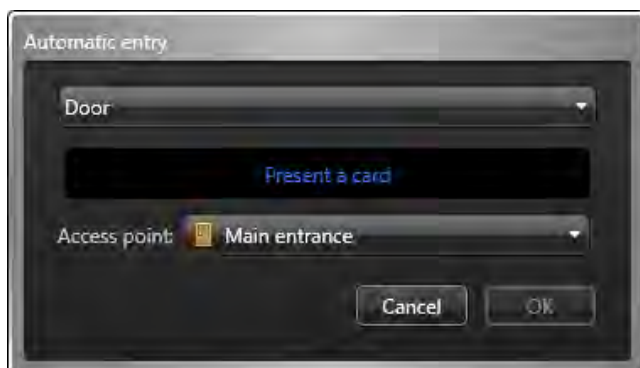 Automatic entry
Door
Present a card
Access point: Main entrance
Cancel OK